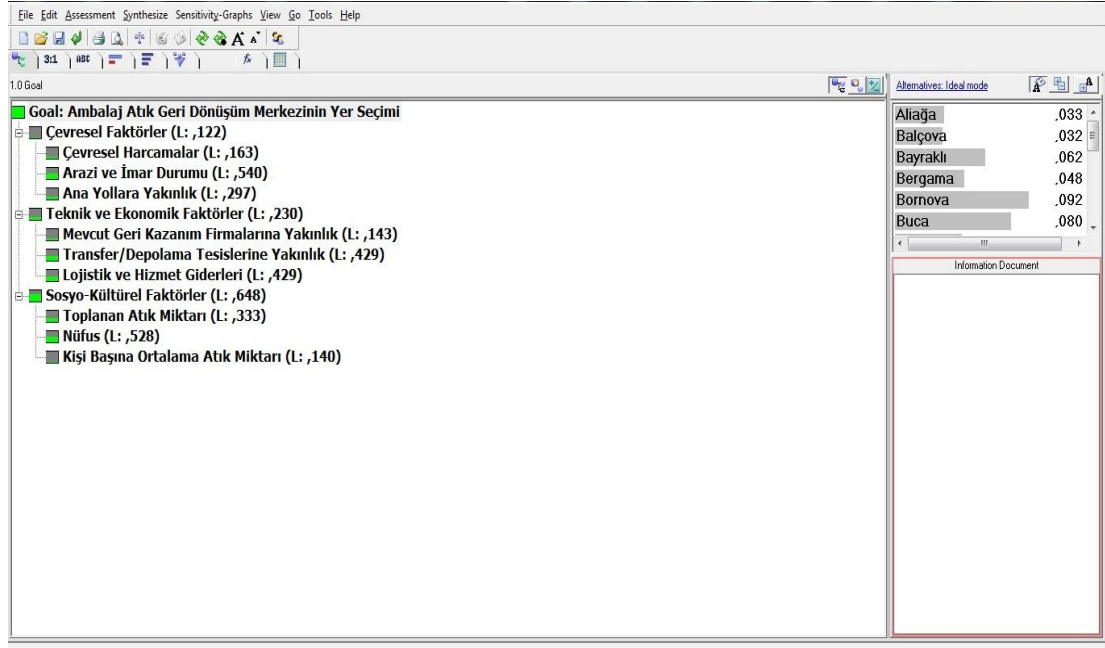 File Edit Assessment Synthesize Sensitivity-Graphs View Go Tools Help
3:1 ABC fx
1.0 Goal
Alternatives: Ideal mode
Goal: Ambalaj Atık Geri Dönüşüm Merkezinin Yer Seçimi
Çevresel Faktörler (L: ,122)
Çevresel Harcamalar (L: ,163)
Arazi ve İmar Durumu (L: ,540)
Ana Yollara Yakınlık (L: ,297)
Teknik ve Ekonomik Faktörler (L: ,230)
Mevcut Geri Kazanım Firmalarına Yakınlık (L: ,143)
Transfer/Depolama Tesislerine Yakınlık (L: ,429)
Lojistik ve Hizmet Giderleri (L: ,429)
Sosyo-Kültürel Faktörler (L: ,648)
Toplanan Atık Miktarı (L: ,333)
Nüfus (L: ,528)
Kişi Başına Ortalama Atık Miktarı (L: ,140)
Aliağa ,033
Balçova ,032
Bayraklı ,062
Bergama ,048
Bornova ,092
Buca ,080
Information Document